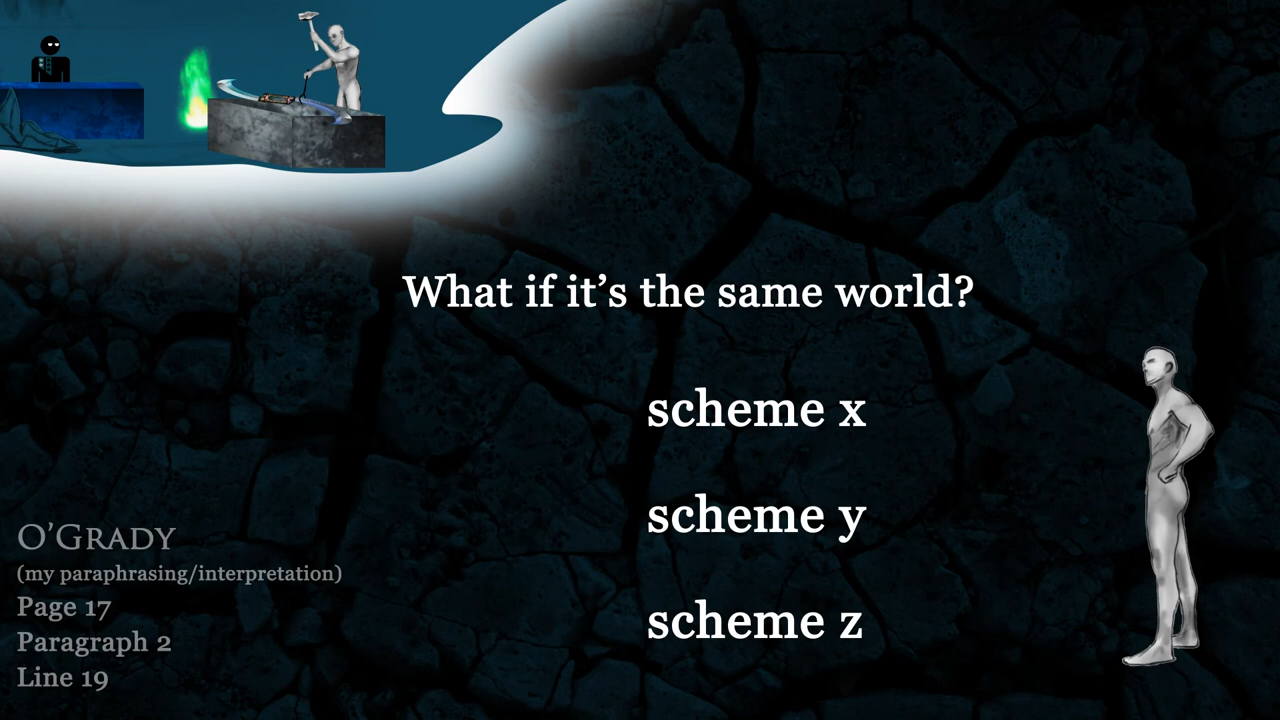 What if it’s the same world?
scheme x
scheme y
scheme z
O’Grady
(my paraphrasing/interpretation)
Page 17
Paragraph 2
Line 19